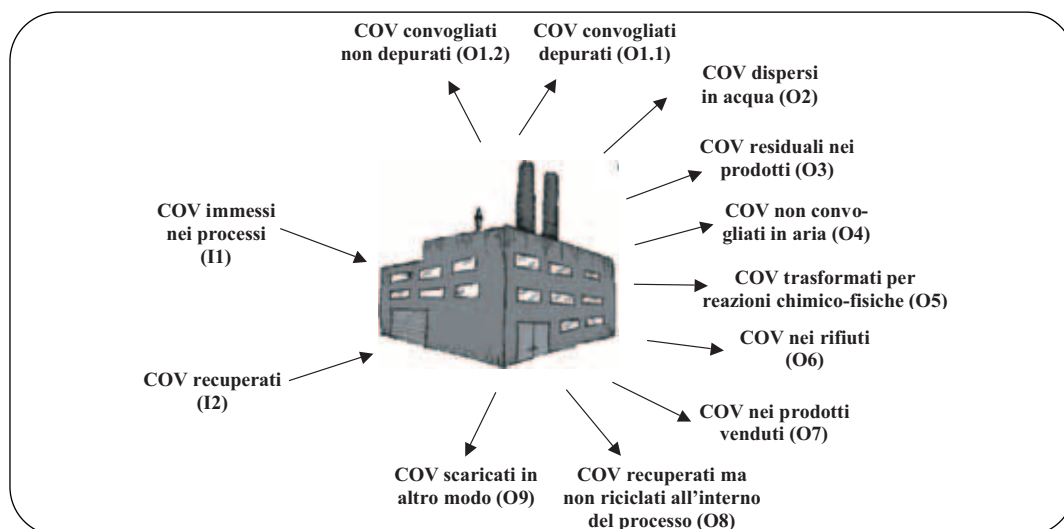 COV convogliati
non depurati (O1.2)
COV convogliati
depurati (O1.1)
COV dispersi
in acqua (O2)
COV residuali nei
prodotti (O3)
COV immessi
nei processi
(I1)
COV non convo-
gliati in aria (O4)
COV trasformati per
reazioni chimico-fisiche (O5)
COV nei rifiuti
(O6)
COV recuperati
(I2)
COV nei prodotti
venduti (O7)
COV scaricati in
altro modo (O9)
COV recuperati ma
non riciclati all'interno
del processo (O8)